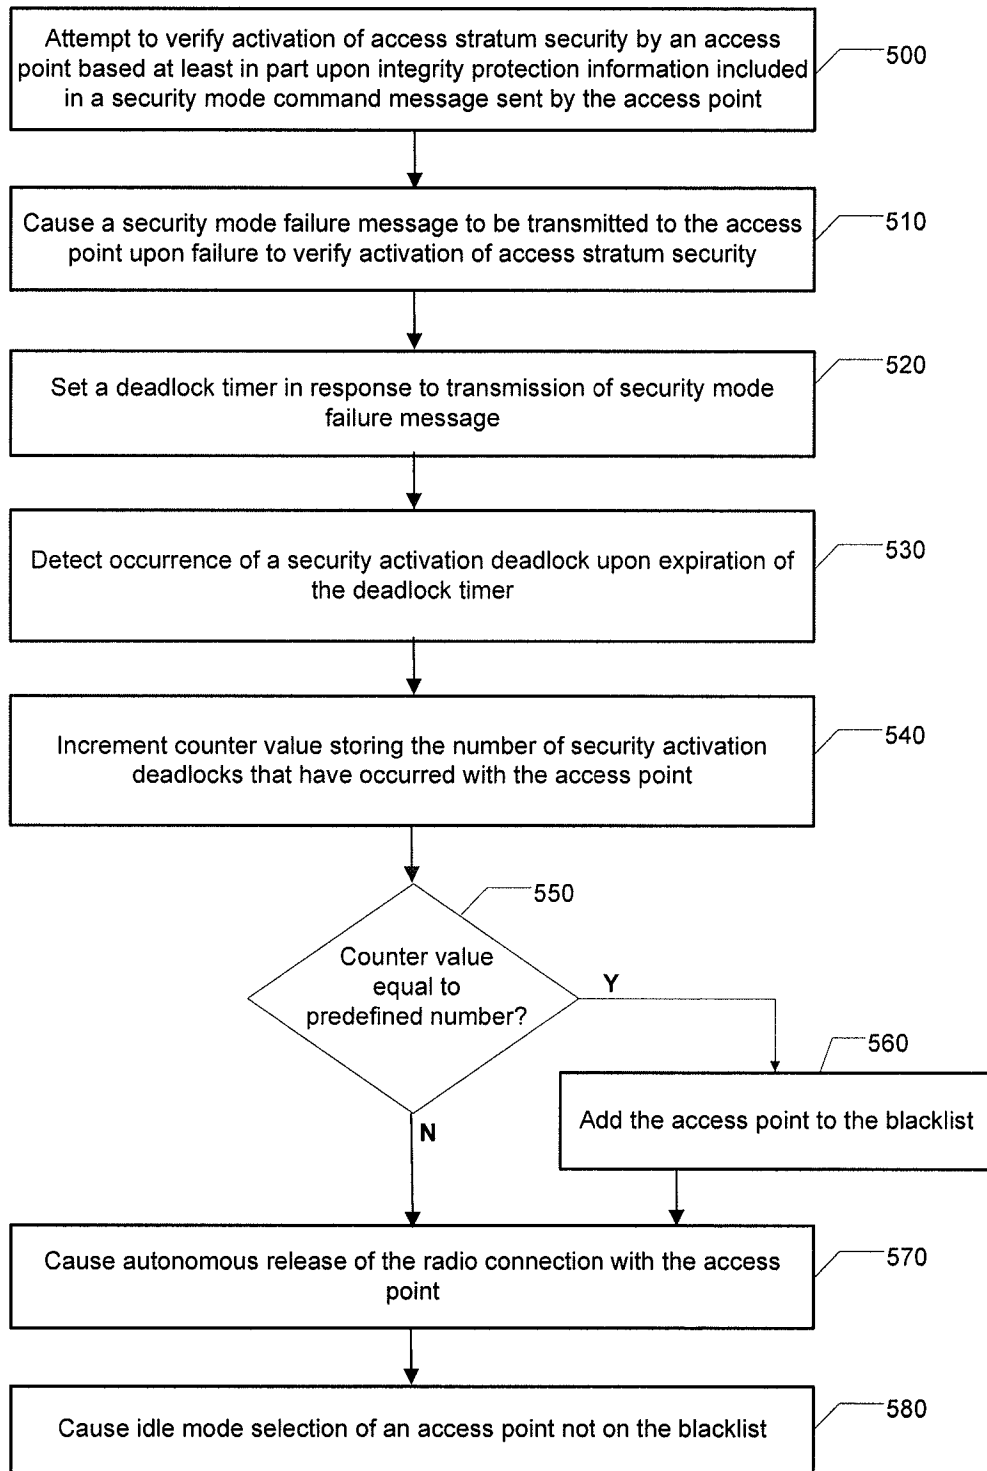 Attempt to verify activation of access stratum security by an access
point based at least in part upon integrity protection information included
in a security mode command message sent by the access point
500
Cause a security mode failure message to be transmitted to the access
point upon failure to verify activation of access stratum security
510
Set a deadlock timer in response to transmission of security mode
failure message
520
Detect occurrence of a security activation deadlock upon expiration of
the deadlock timer
530
Increment counter value storing the number of security activation
deadlocks that have occurred with the access point
540
550
Counter value
equal to
predefined number?
Y
560
Add the access point to the blacklist
N
Cause autonomous release of the radio connection with the access
point
570
Cause idle mode selection of an access point not on the blacklist
580